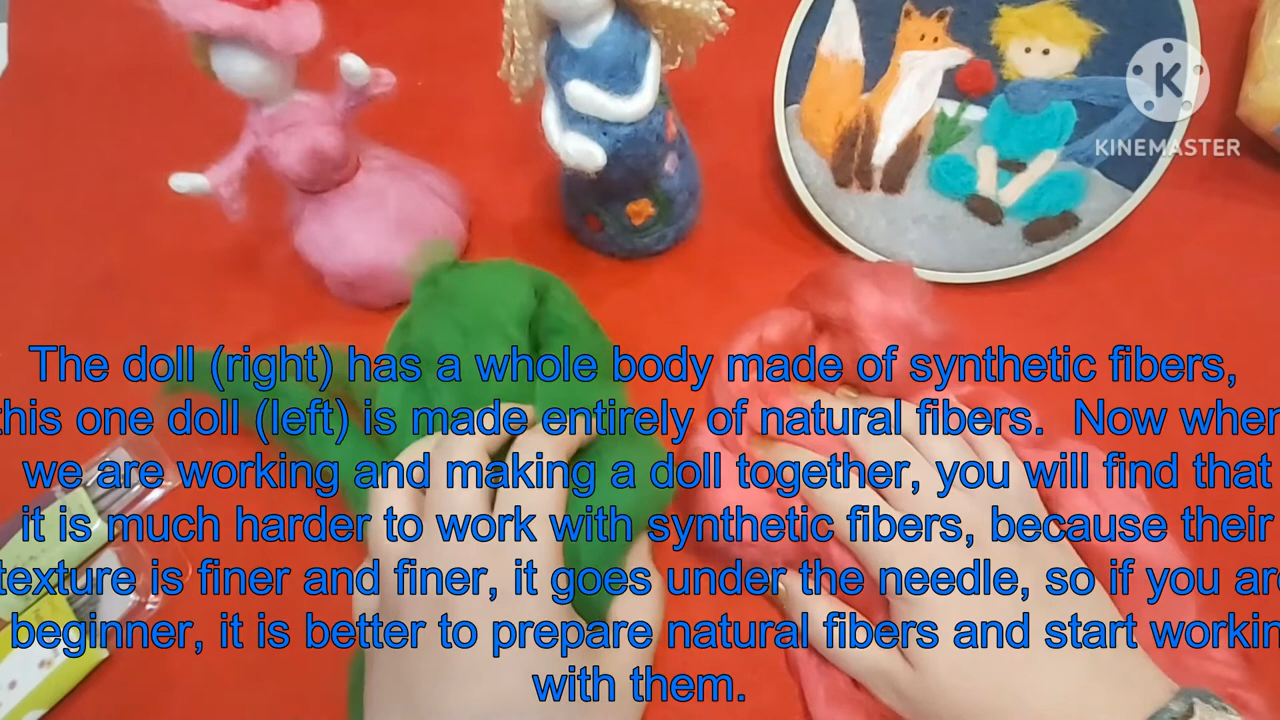 K
KINEMASTER
The doll (right) has a whole body made of synthetic fibers,
this one doll (left) is made entirely of natural fibers. Now when
we are working and making a doll together, you will find that
it is much harder to work with synthetic fibers, because their
texture is finer and finer, it goes under the needle, so if you are
beginner, it is better to prepare natural fibers and start working
with them.